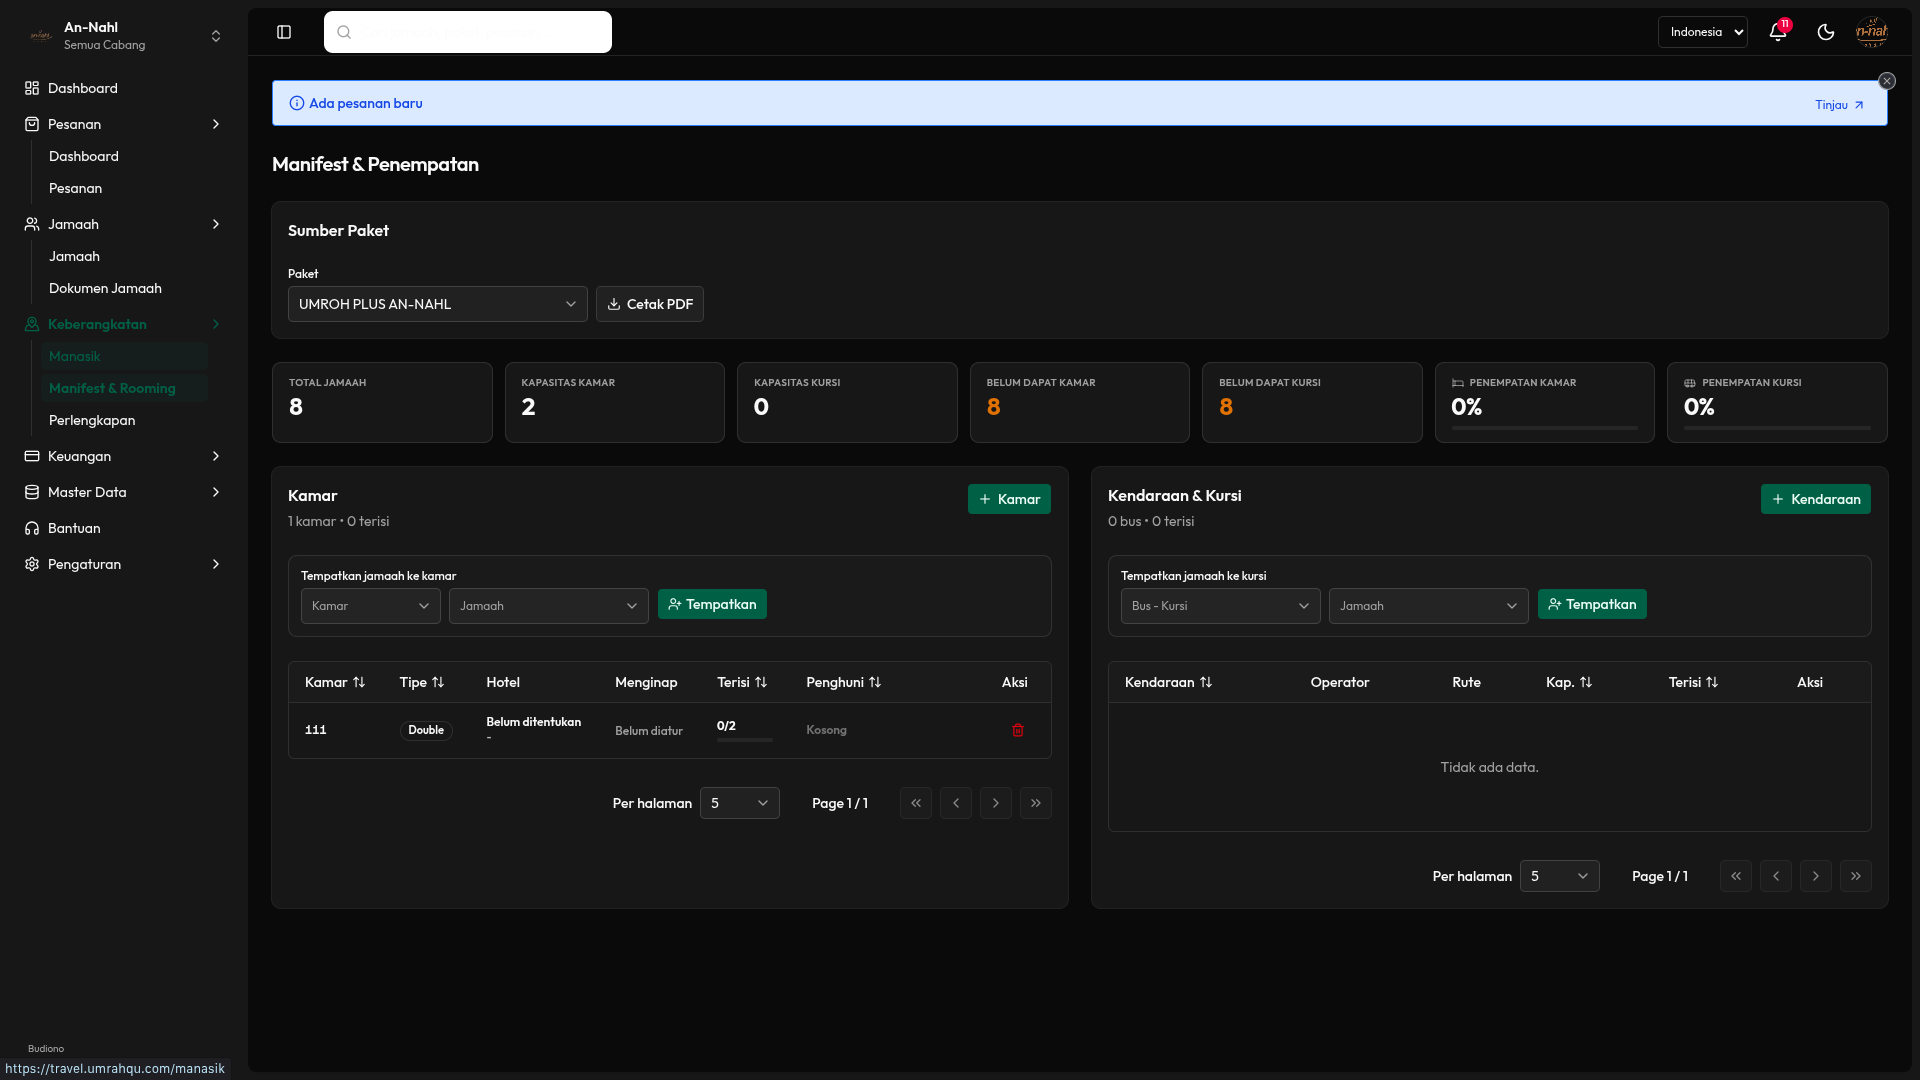 An-Nahl
Semua Cabang
Dashboard
Pesanan
Dashboard
Pesanan
Jamaah
Jamaah
Dokumen Jamaah
Keberangkatan
Manasik
Manifest & Rooming
Perlengkapan
Keuangan
Master Data
Bantuan
Pengaturan
Budiono
https://travel.umrahqu.com/manasik
Indonesia
11
Ada pesanan baru
Tinjau
Manifest & Penempatan
Sumber Paket
Paket
UMROH PLUS AN-NAHL
Cetak PDF
TOTAL JAMAAH
8
KAPASITAS KAMAR
2
KAPASITAS KURSI
0
BELUM DAPAT KAMAR
8
BELUM DAPAT KURSI
8
PENEMPATAN KAMAR
0%
PENEMPATAN KURSI
0%
Kamar
1 kamar • 0 terisi
+ Kamar
Tempatkan jamaah ke kamar
Kamar
Jamaah
Tempatkan
Kamar Tipe Hotel Menginap Terisi Penghuni Aksi
111 Double Belum ditentukan - Belum diatur 0/2 Kosong
Per halaman 5 Page 1 / 1
Kendaraan & Kursi
0 bus • 0 terisi
+ Kendaraan
Tempatkan jamaah ke kursi
Bus - Kursi
Jamaah
Tempatkan
Kendaraan Operator Rute Kap. Terisi Aksi
Tidak ada data.
Per halaman 5 Page 1 / 1